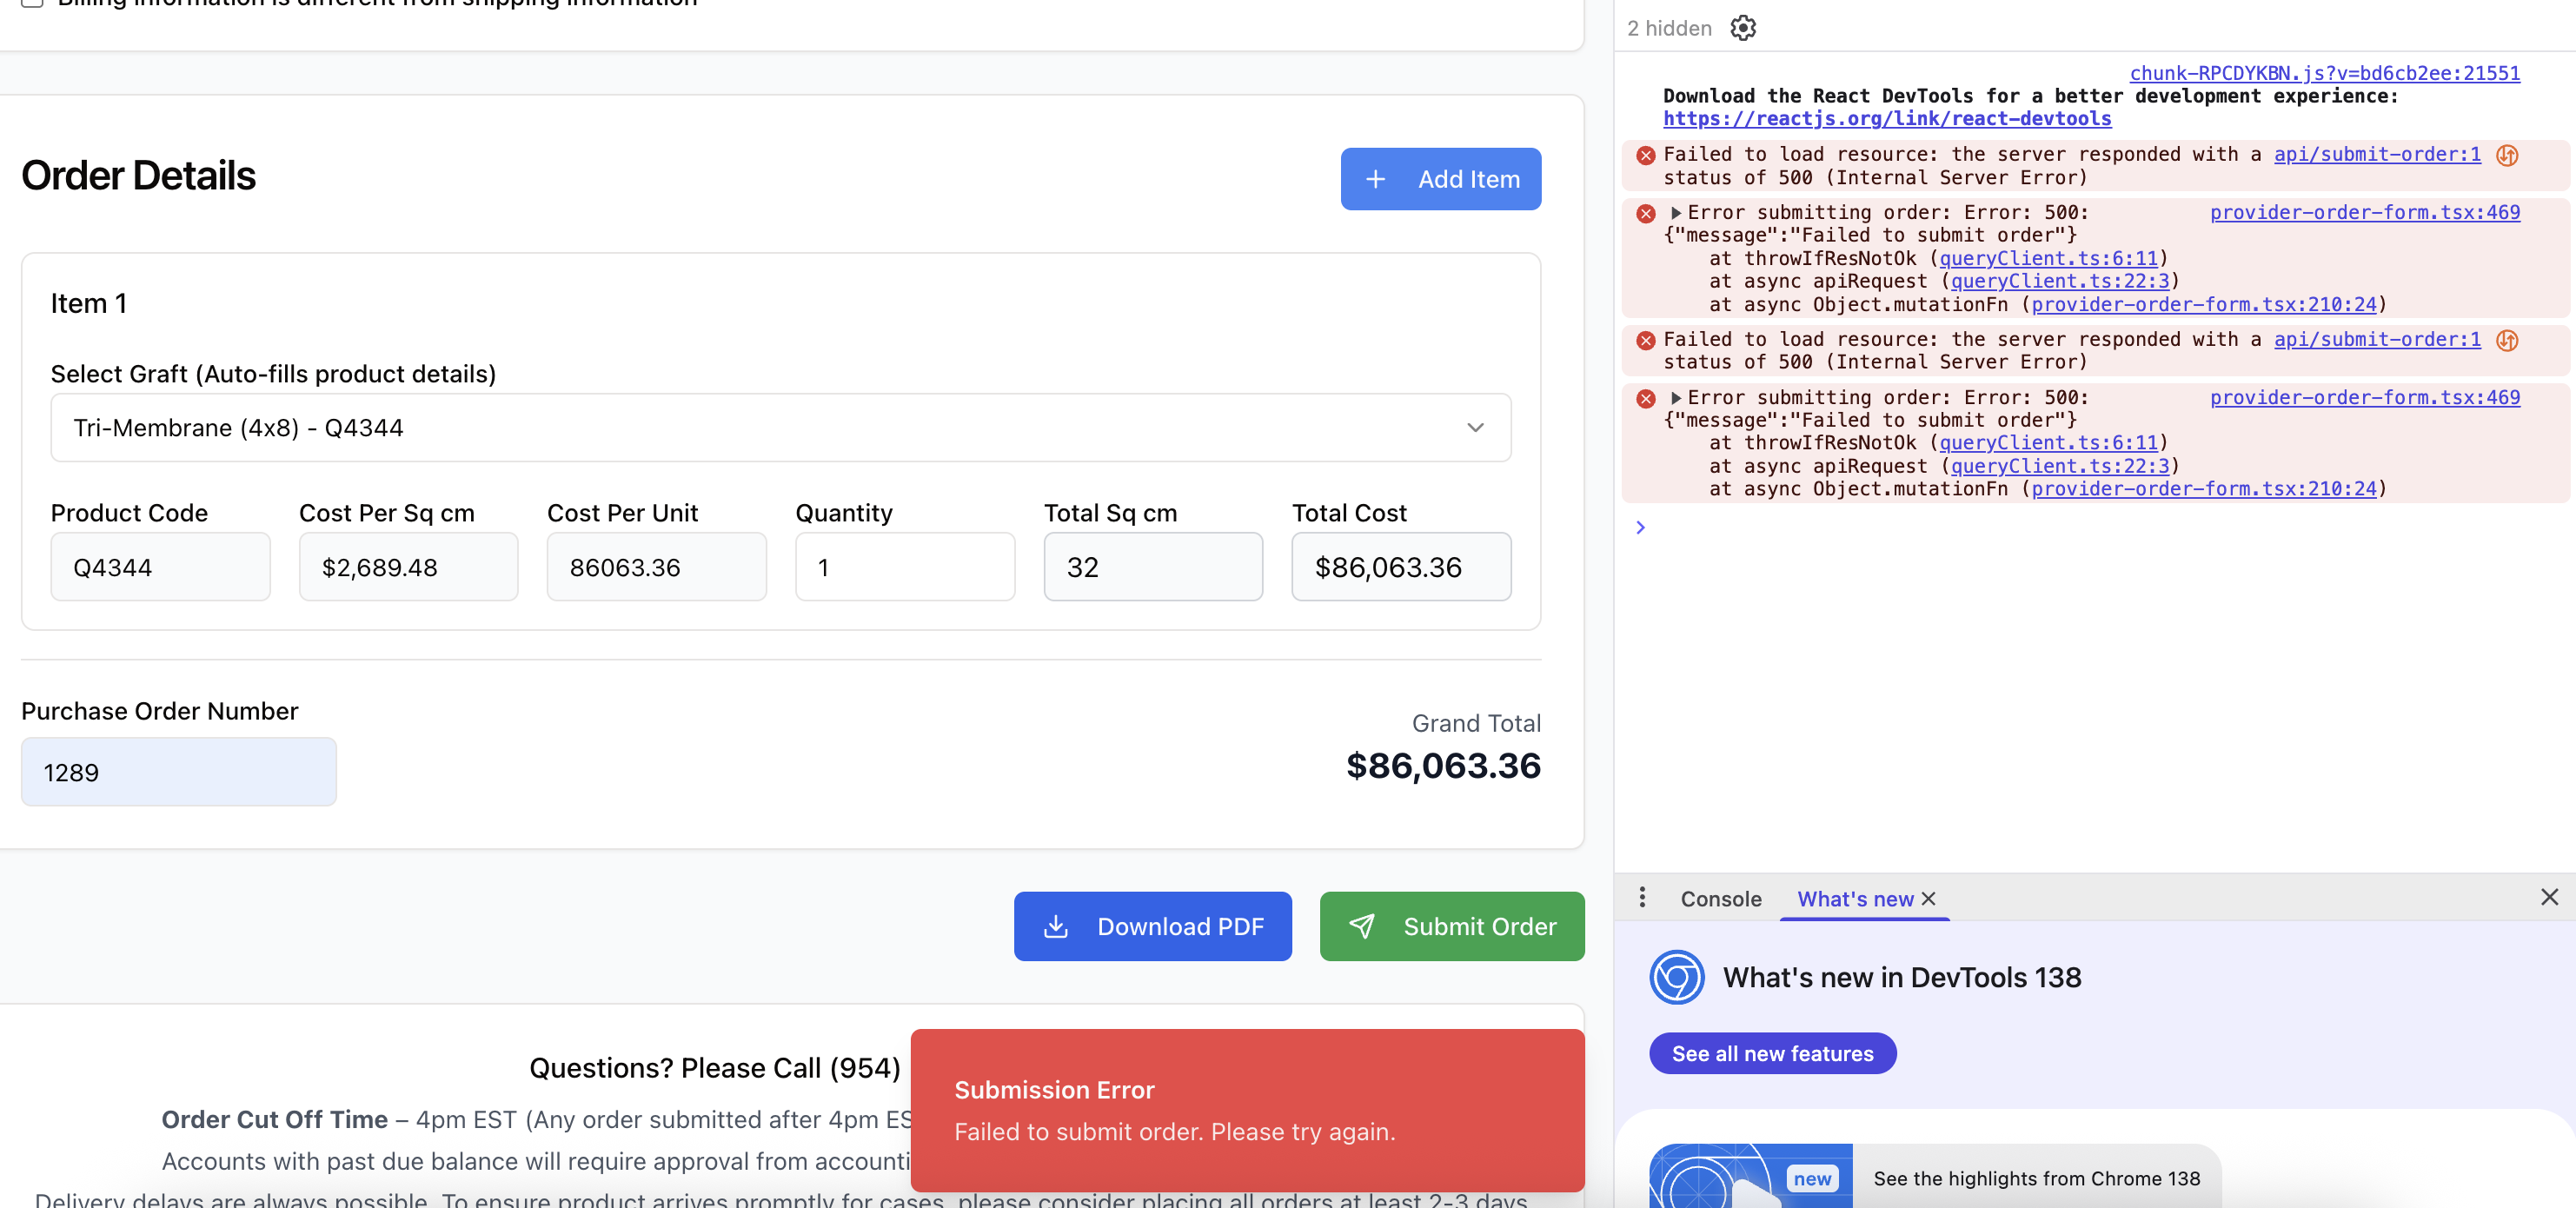 Billing information is different from shipping information
Order Details
Add Item
Item 1
Select Graft (Auto-fills product details)
Tri-Membrane (4x8) - Q4344
Product Code
Cost Per Sq cm
Cost Per Unit
Quantity
Total Sq cm
Total Cost
Q4344
$2,689.48
86063.36
1
32
$86,063.36
Purchase Order Number
1289
Grand Total
$86,063.36
Download PDF
Submit Order
Questions? Please Call (954)
Order Cut Off Time – 4pm EST (Any order submitted after 4pm ES
Accounts with past due balance will require approval from accounti
Delivery delays are always possible. To ensure product arrives promptly for cases, please consider placing all orders at least 2-3 days
Submission Error
Failed to submit order. Please try again.
2 hidden
chunk-RPCDYKBN.js?v=bd6cb2ee:21551
Download the React DevTools for a better development experience:
https://reactjs.org/link/react-devtools
Failed to load resource: the server responded with a api/submit-order:1
status of 500 (Internal Server Error)
Error submitting order: Error: 500: provider-order-form.tsx:469
{"message":"Failed to submit order"}
at throwIfResNotOk (queryClient.ts:6:11)
at async apiRequest (queryClient.ts:22:3)
at async Object.mutationFn (provider-order-form.tsx:210:24)
Failed to load resource: the server responded with a api/submit-order:1
status of 500 (Internal Server Error)
Error submitting order: Error: 500: provider-order-form.tsx:469
{"message":"Failed to submit order"}
at throwIfResNotOk (queryClient.ts:6:11)
at async apiRequest (queryClient.ts:22:3)
at async Object.mutationFn (provider-order-form.tsx:210:24)
Console
What's new
What's new in DevTools 138
See all new features
new
See the highlights from Chrome 138